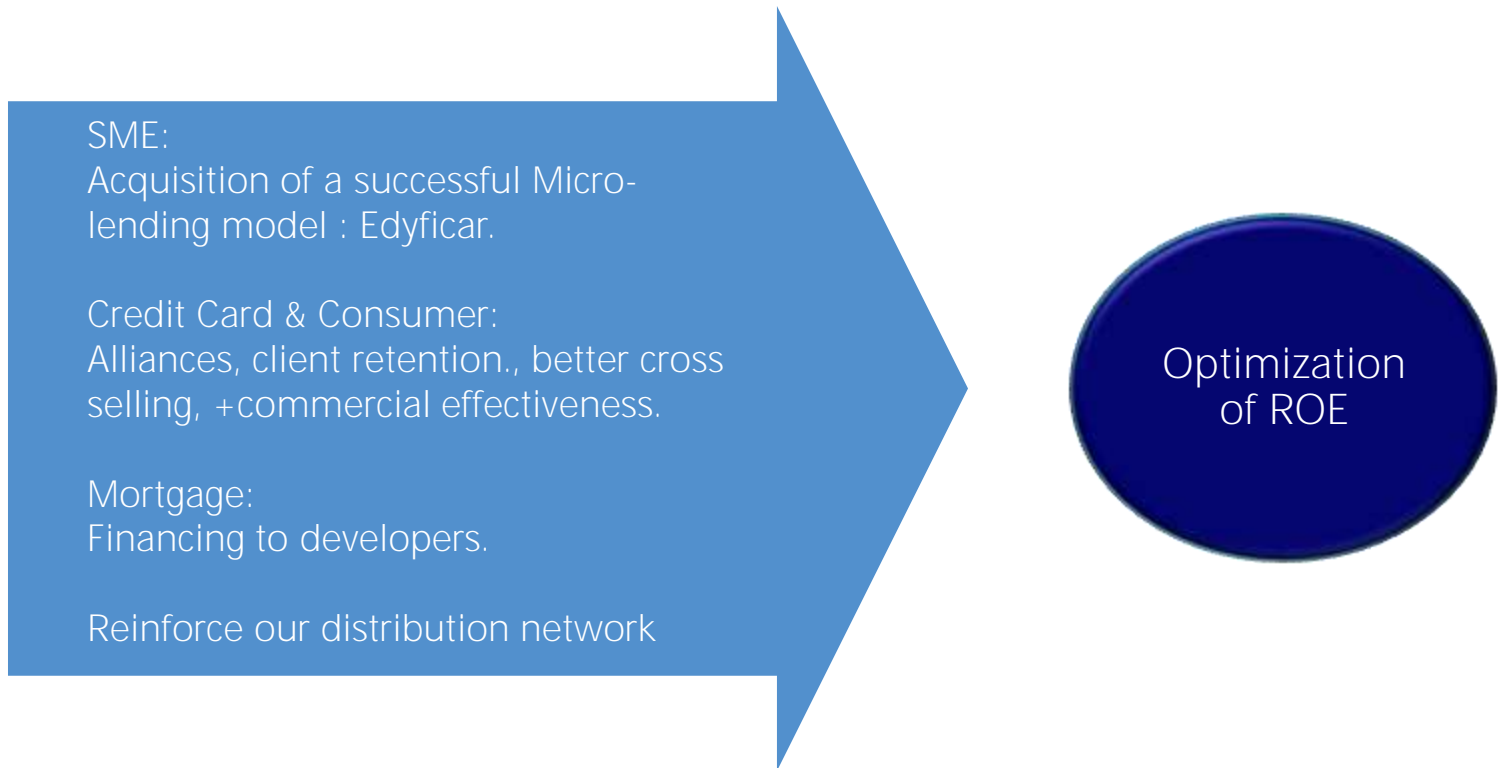 SME:
Acquisition of a successful Micro-
lending model : Edyficar.
Credit Card & Consumer:
Alliances, client retention., better cross
selling, +commercial effectiveness.
Mortgage:
Financing to developers.
Reinforce our distribution network
Optimization
of ROE